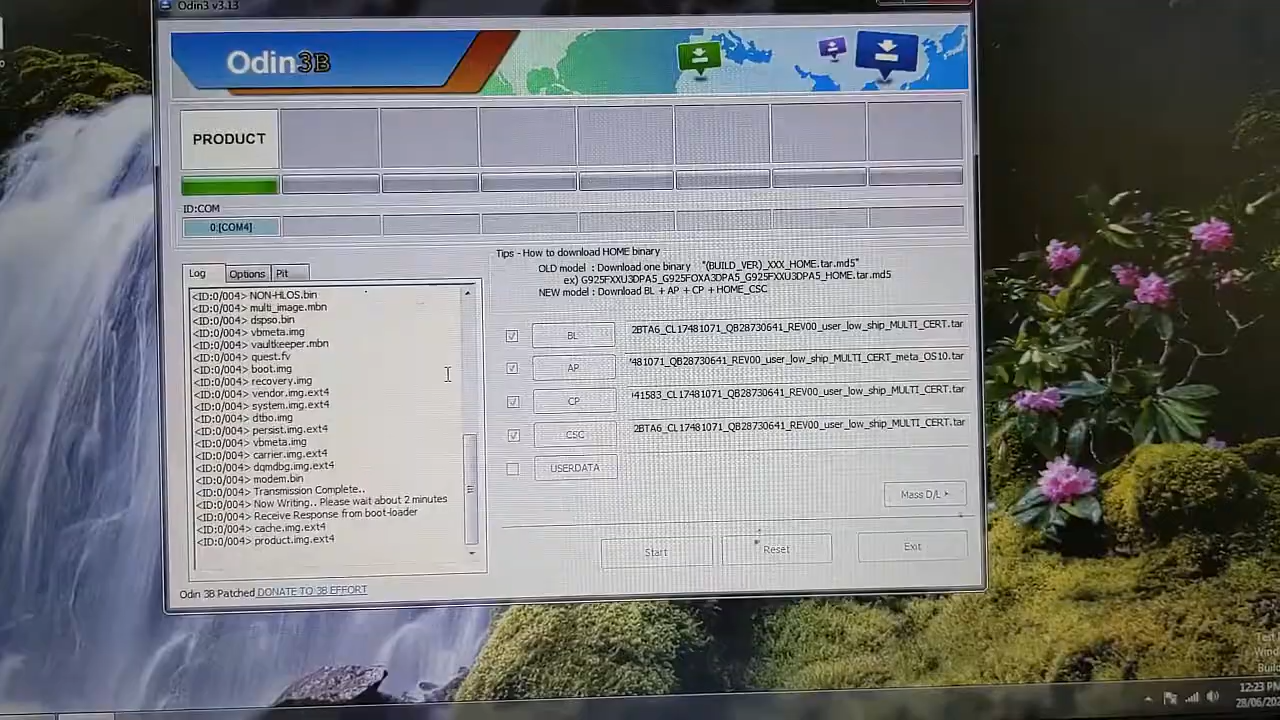 Odin3 v3.13
Odin3B
PRODUCT
ID:COM
0:[COM4]
Log
Options
Pit
<ID:0/004> NON-HLOS.bin
<ID:0/004> multi_image.mbn
<ID:0/004> dspso.bin
<ID:0/004> vbmeta.img
<ID:0/004> vaultkeeper.mbn
<ID:0/004> quest.fv
<ID:0/004> boot.img
<ID:0/004> recovery.img
<ID:0/004> vendor.img.ext4
<ID:0/004> system.img.ext4
<ID:0/004> dtbo.img
<ID:0/004> persist.img.ext4
<ID:0/004> vbmeta.img
<ID:0/004> carrier.img.ext4
<ID:0/004> dqmdbg.img.ext4
<ID:0/004> modem.bin
<ID:0/004> Transmission Complete..
<ID:0/004> Now Writing.. Please wait about 2 minutes
<ID:0/004> Receive Response from boot-loader
<ID:0/004> cache.img.ext4
<ID:0/004> product.img.ext4
Odin 3B Patched DONATE TO 3B EFFORT
Tips - How to download HOME binary
OLD model : Download one binary "(BUILD_VER)_XXX_HOME.tar.md5"
ex) G925FXXU3DPA5_G925FOXA3DPA5_G925FXXU3DPA5_HOME.tar.md5
NEW model : Download BL + AP + CP + HOME_CSC
BL
2BTA6_CL17481071_QB28730641_REV00_user_low_ship_MULTI_CERT.tar
AP
481071_QB28730641_REV00_user_low_ship_MULTI_CERT_meta_OS10.tar
CP
41583_CL17481071_QB28730641_REV00_user_low_ship_MULTI_CERT.tar
CSC
2BTA6_CL17481071_QB28730641_REV00_user_low_ship_MULTI_CERT.tar
USERDATA
Mass D/L
Start
Reset
Exit
12:23 PM